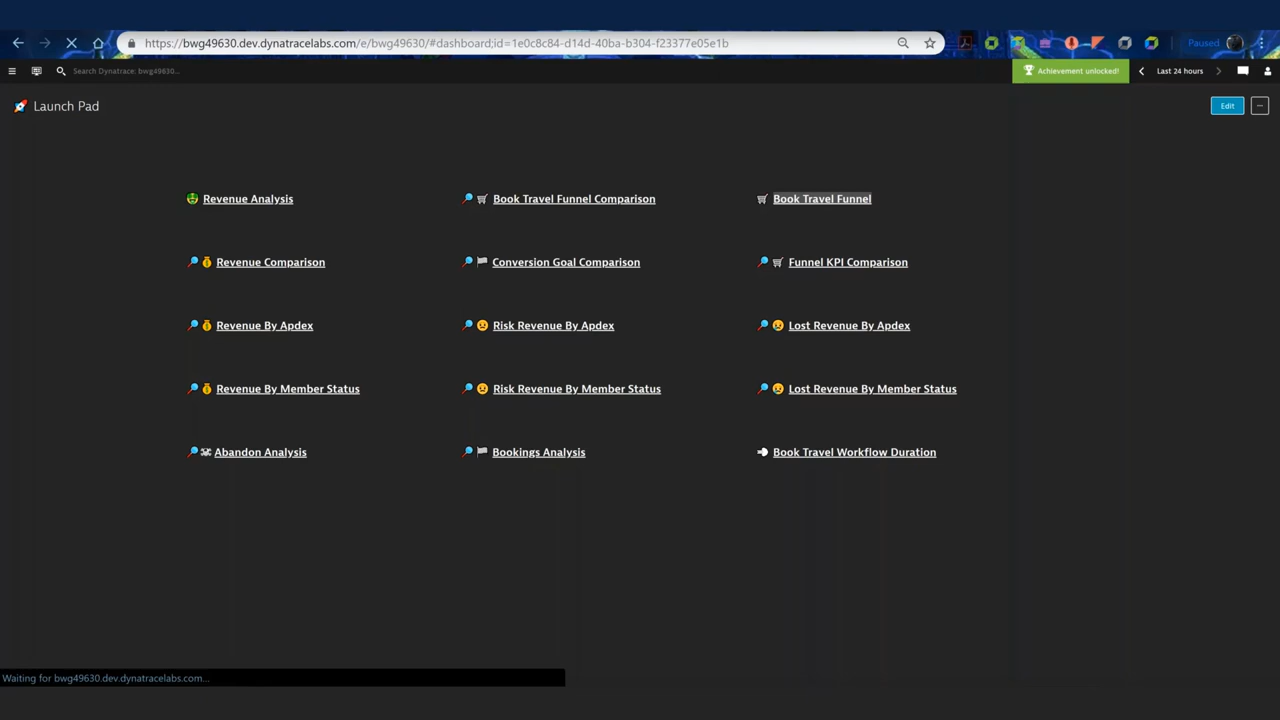 https://bwg49630.dev.dynatracelabs.com/e/bwg49630/#dashboard;id=1e0c8c84-d14d-40ba-b304-f23377e05e1b
Paused
Search Dynatrace: bwg49630...
Achievement unlocked!
Last 24 hours
Launch Pad
Edit
Revenue Analysis
Book Travel Funnel Comparison
Book Travel Funnel
Revenue Comparison
Conversion Goal Comparison
Funnel KPI Comparison
Revenue By Apdex
Risk Revenue By Apdex
Lost Revenue By Apdex
Revenue By Member Status
Risk Revenue By Member Status
Lost Revenue By Member Status
Abandon Analysis
Bookings Analysis
Book Travel Workflow Duration
Waiting for bwg49630.dev.dynatracelabs.com...